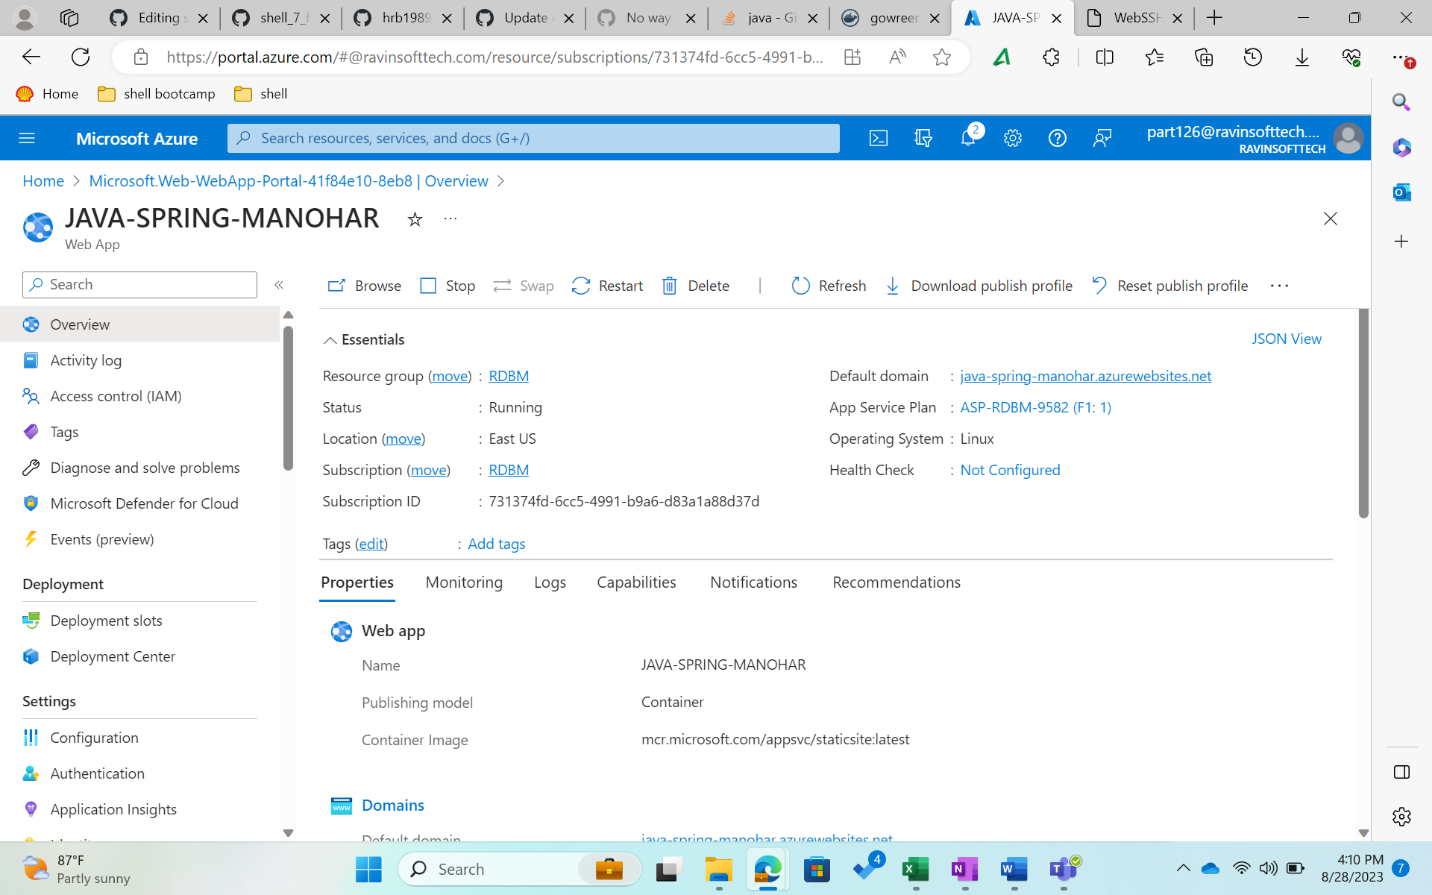 Editing s
shell_7_f
hrb1989
Update
No way
java - Gi
gowreer
JAVA-SP
WebSSH
https://portal.azure.com/#@ravinsofttech.com/resource/subscriptions/731374fd-6cc5-4991-b...
Home
shell bootcamp
shell
Microsoft Azure
Search resources, services, and docs (G+/)
2
part126@ravinsofttech....
RAVINSOFTTECH
Home > Microsoft.Web-WebApp-Portal-41f84e10-8eb8 | Overview >
JAVA-SPRING-MANOHAR
Web App
Search
Browse
Stop
Swap
Restart
Delete
Refresh
Download publish profile
Reset publish profile
Overview
Activity log
Access control (IAM)
Tags
Diagnose and solve problems
Microsoft Defender for Cloud
Events (preview)
Deployment
Deployment slots
Deployment Center
Settings
Configuration
Authentication
Application Insights
Essentials
JSON View
Resource group (move) : RDBM
Status : Running
Location (move) : East US
Subscription (move) : RDBM
Subscription ID : 731374fd-6cc5-4991-b9a6-d83a1a88d37d
Default domain : java-spring-manohar.azurewebsites.net
App Service Plan : ASP-RDBM-9582 (F1: 1)
Operating System : Linux
Health Check : Not Configured
Tags (edit) : Add tags
Properties
Monitoring
Logs
Capabilities
Notifications
Recommendations
Web app
Name JAVA-SPRING-MANOHAR
Publishing model Container
Container Image mcr.microsoft.com/appsvc/staticsite:latest
Domains
Default domain java-spring-manohar.azurewebsites.net
87°F
Partly sunny
Search
4
4:10 PM
8/28/2023
7